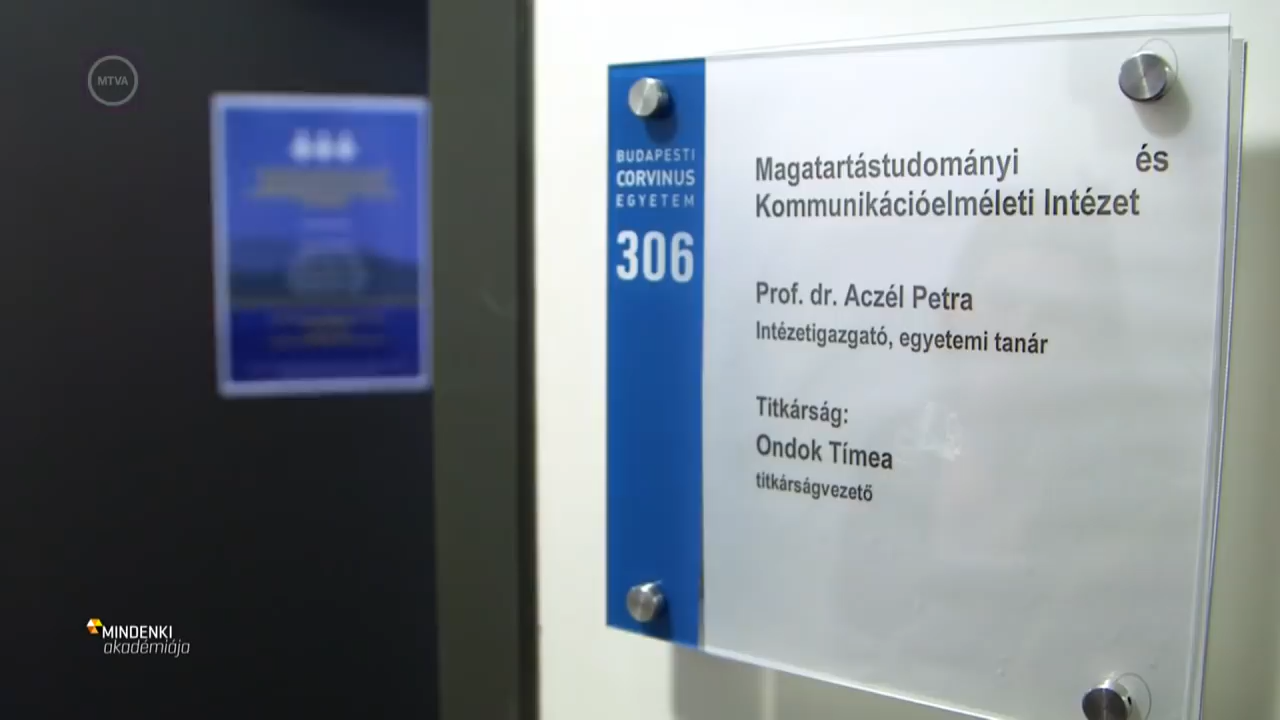 MTVA
BUDAPESTI
CORVINUS
EGYETEM
306
Magatartástudományi és
Kommunikációelméleti Intézet
Prof. dr. Aczél Petra
Intézetigazgató, egyetemi tanár
Titkárság:
Ondok Tímea
titkárságvezető
MINDENKI
akadémiája